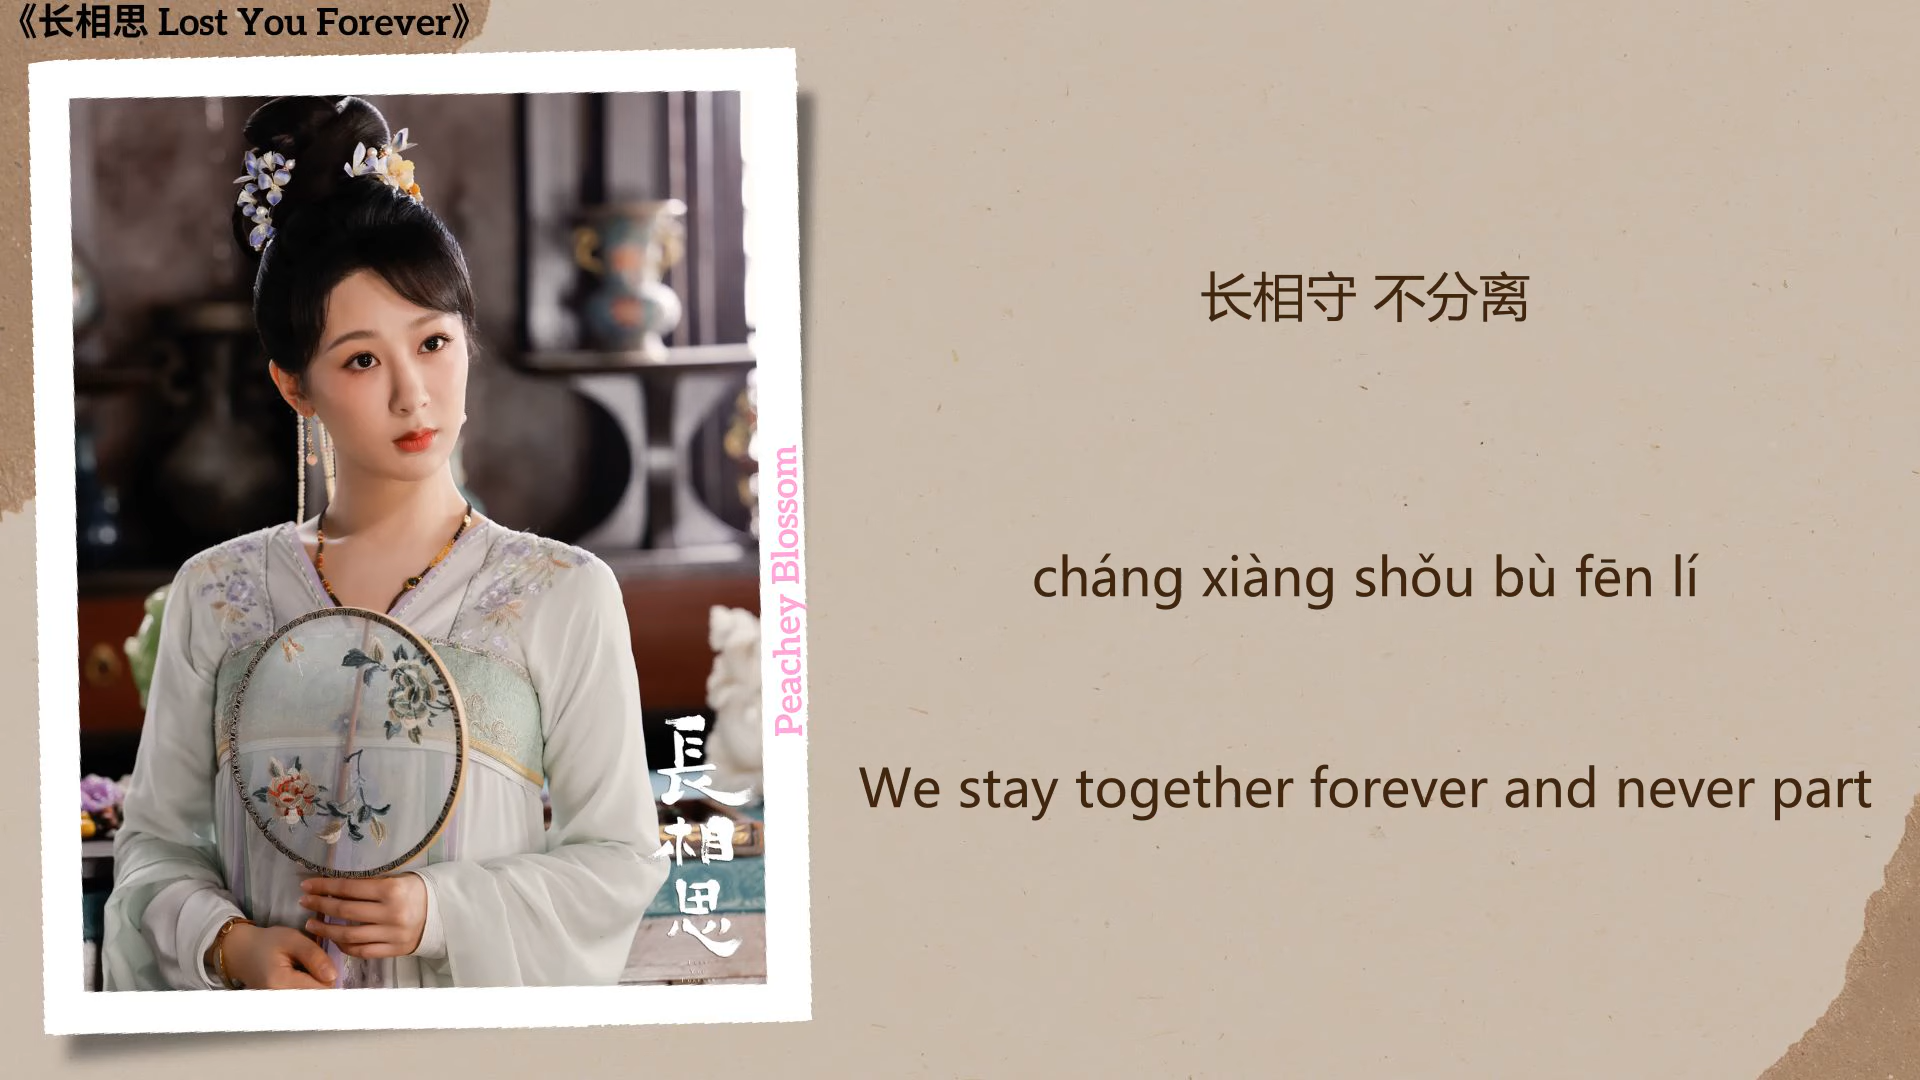 《长相思 Lost You Forever》
長相思
Peachey Blossom
长相守 不分离
cháng xiàng shǒu bù fēn lí
We stay together forever and never part